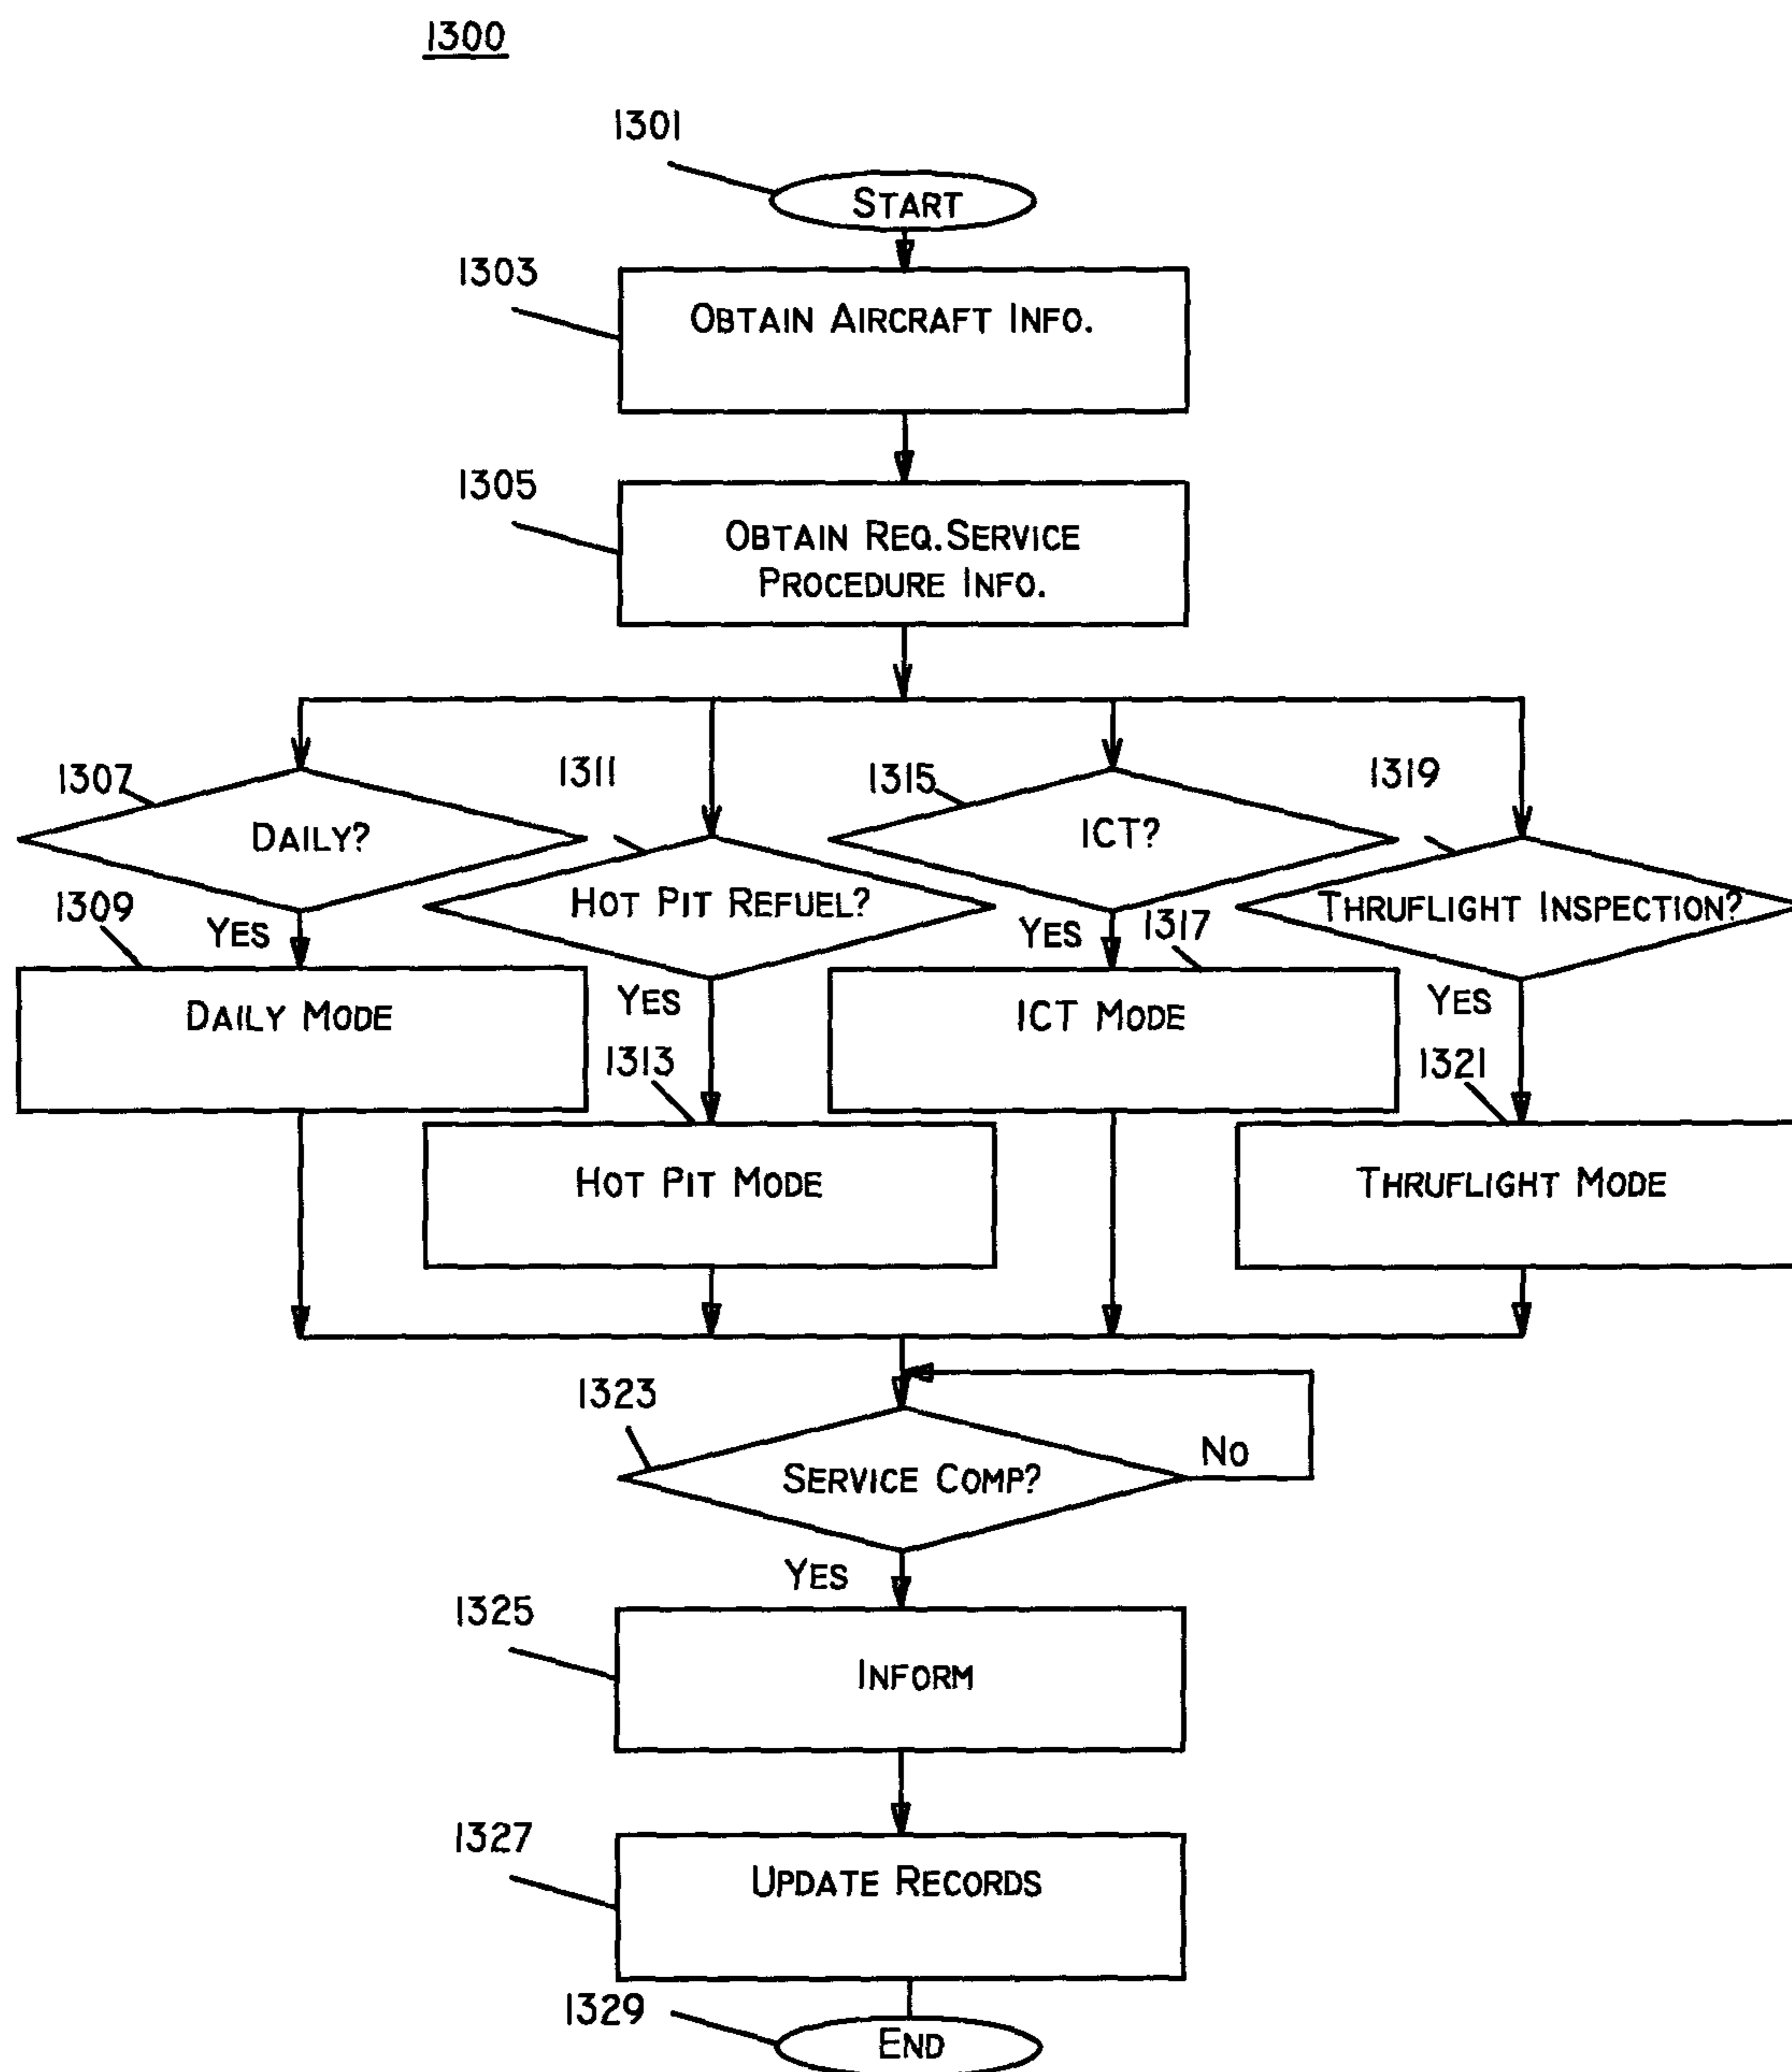 1300
1301
START
1303
OBTAIN AIRCRAFT INFO.
1305
OBTAIN REQ. SERVICE
PROCEDURE INFO.
1307
DAILY?
1311
HOT PIT REFUEL?
1315
ICT?
1319
THRUFLIGHT INSPECTION?
1309
YES
DAILY MODE
YES
1313
HOT PIT MODE
YES
1317
ICT MODE
YES
1321
THRUFLIGHT MODE
1323
SERVICE COMP?
NO
YES
1325
INFORM
1327
UPDATE RECORDS
1329
END